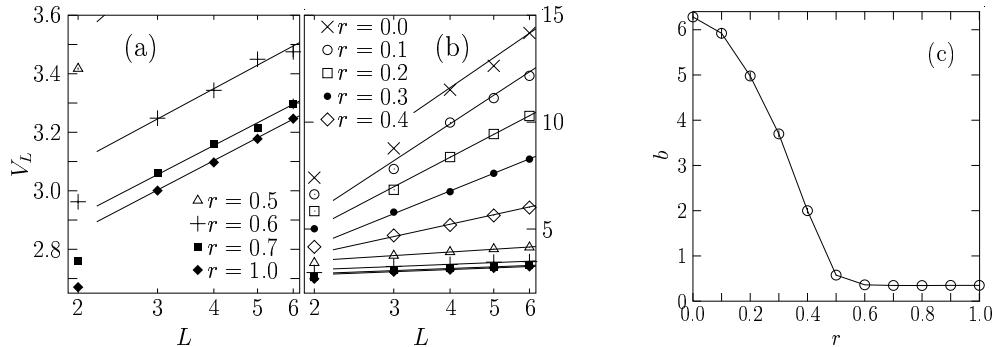 3.6
3.4
3.2
3.0
2.8
V_L
(a)
r = 0.5
r = 0.6
r = 0.7
r = 1.0
2 3 4 5 6
L
(b)
r = 0.0
r = 0.1
r = 0.2
r = 0.3
r = 0.4
15
10
5
2 3 4 5 6
L
(c)
6
5
4
3
2
1
0
b
0.0 0.2 0.4 0.6 0.8 1.0
r